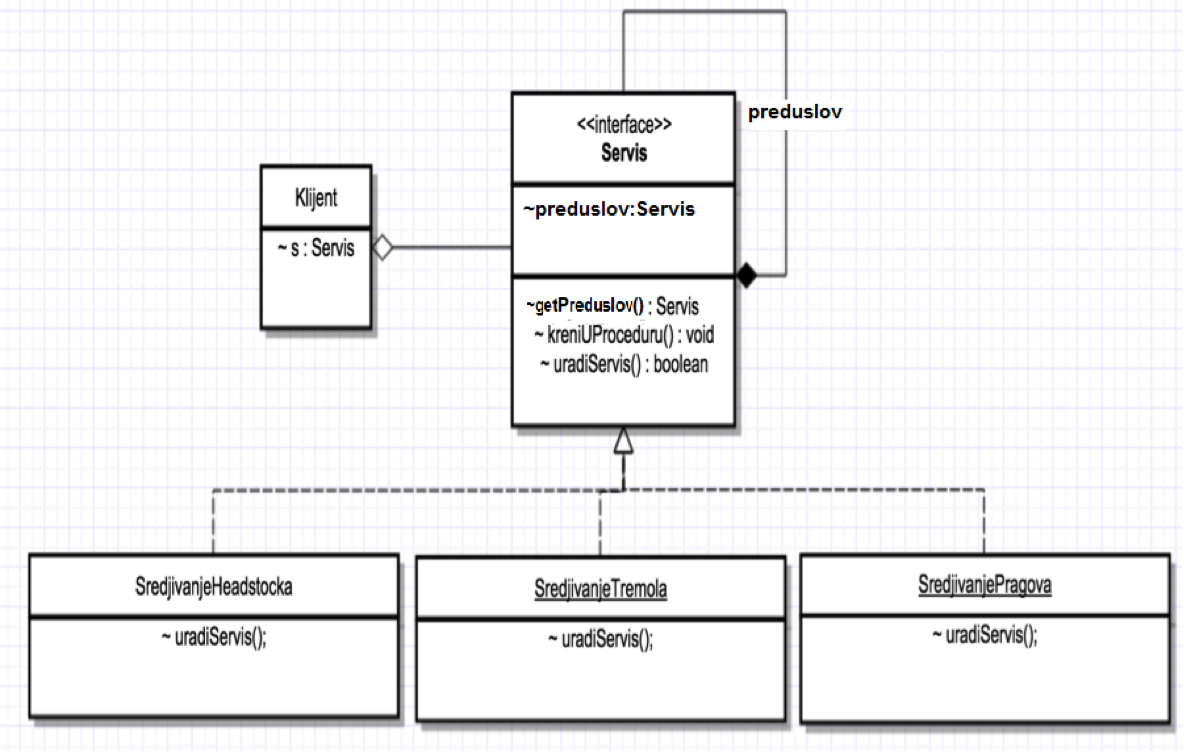 preduslov
<<interface>>
Servis
~preduslov:Servis
~getPreduslov() : Servis
~ kreniUProceduru() : void
~ uradiServis() : boolean
Klijent
~ s : Servis
SredjivanjeHeadstocka
~ uradiServis();
SredjivanjeTremola
~ uradiServis();
SredjivanjePragova
~ uradiServis();